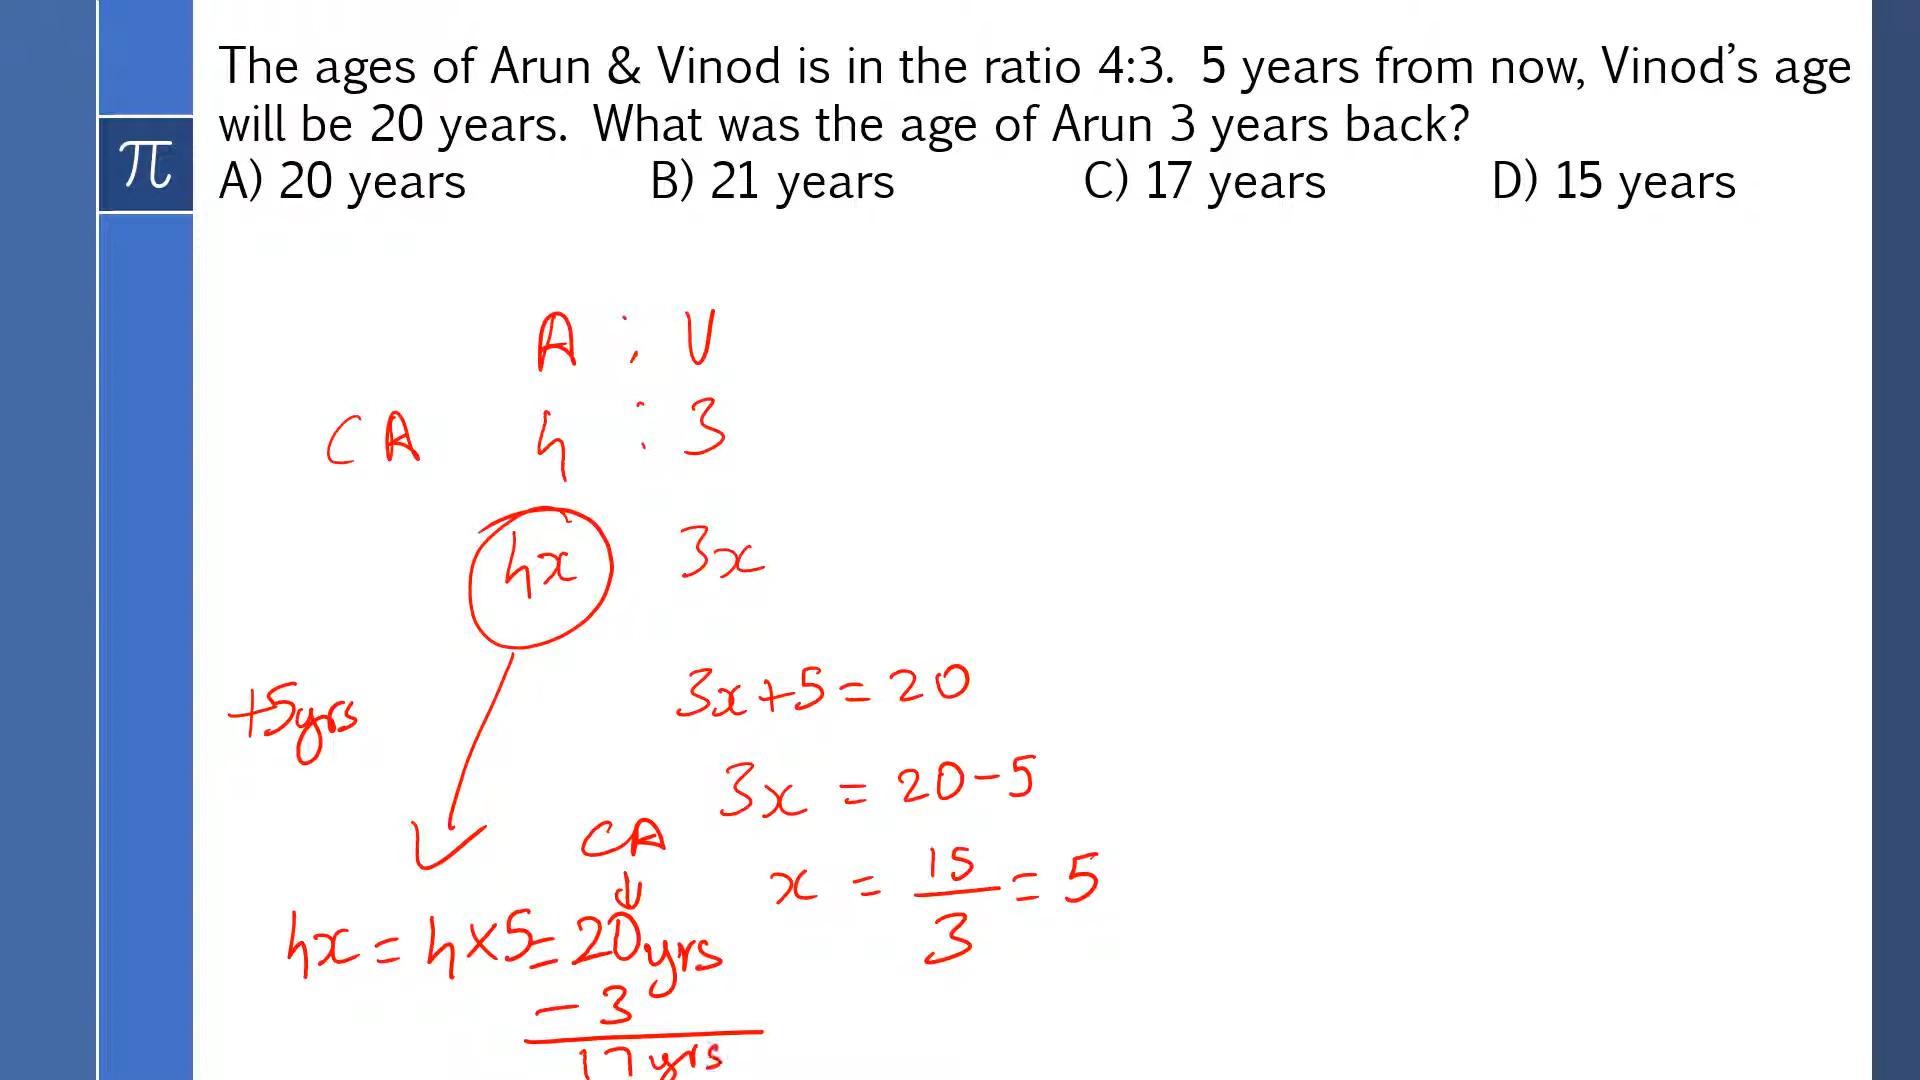 The ages of Arun & Vinod is in the ratio 4:3. 5 years from now, Vinod's age
will be 20 years. What was the age of Arun 3 years back?
π
A) 20 years B) 21 years C) 17 years D) 15 years
A : V
CA 4 : 3
4x 3x
+5yrs
3x+5=20
3x = 20-5
CA
x = 15/3 = 5
4x = 4×5= 20yrs
-3
17yrs